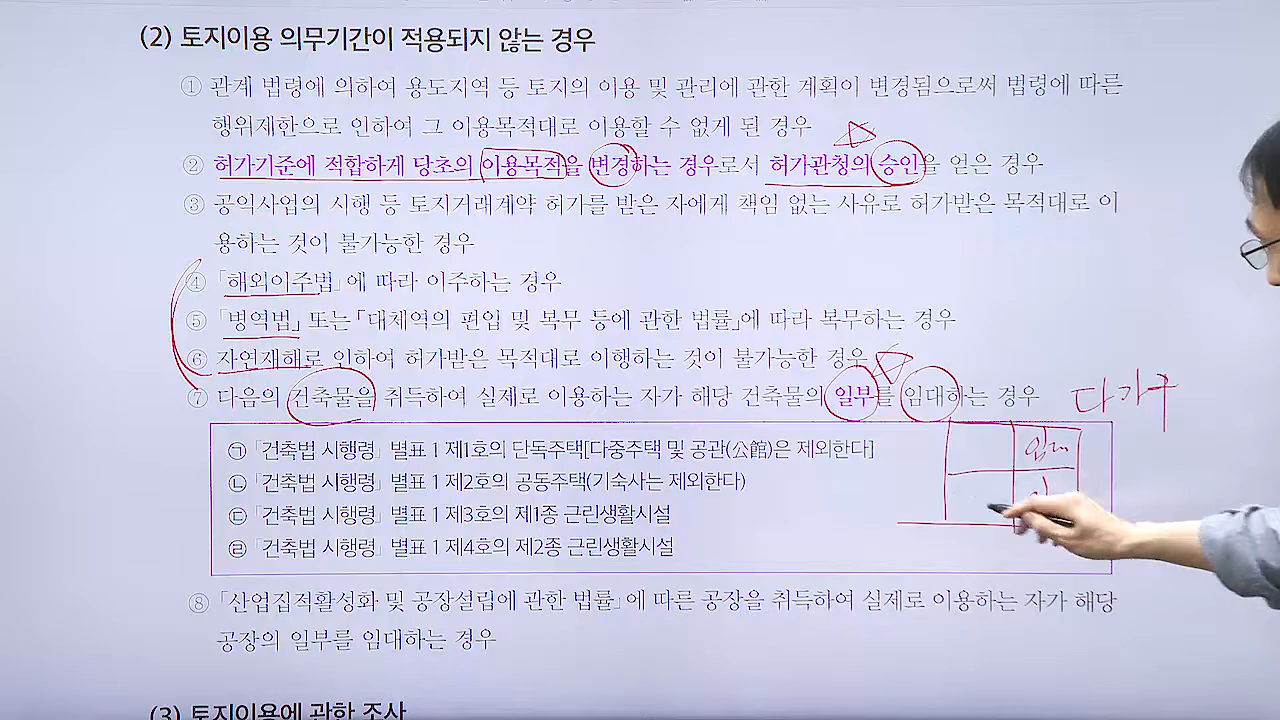 (2) 토지이용 의무기간이 적용되지 않는 경우
① 관계 법령에 의하여 용도지역 등 토지의 이용 및 관리에 관한 계획이 변경됨으로써 법령에 따른
행위제한으로 인하여 그 이용목적대로 이용할 수 없게 된 경우
② 허가기준에 적합하게 당초의 이용목적을 변경하는 경우로서 허가관청의 승인을 얻은 경우
③ 공익사업의 시행 등 토지거래계약 허가를 받은 자에게 책임 없는 사유로 허가받은 목적대로 이
용하는 것이 불가능한 경우
④ 「해외이주법」에 따라 이주하는 경우
⑤ 「병역법」 또는 「대체역의 편입 및 복무 등에 관한 법률」에 따라 복무하는 경우
⑥ 자연재해로 인하여 허가받은 목적대로 이행하는 것이 불가능한 경우
⑦ 다음의 건축물을 취득하여 실제로 이용하는 자가 해당 건축물의 일부를 임대하는 경우
다가구
㉠ 「건축법 시행령」 별표 1 제1호의 단독주택[다중주택 및 공관(公館)은 제외한다]
임대
㉡ 「건축법 시행령」 별표 1 제2호의 공동주택(기숙사는 제외한다)
㉢ 「건축법 시행령」 별표 1 제3호의 제1종 근린생활시설
㉣ 「건축법 시행령」 별표 1 제4호의 제2종 근린생활시설
⑧ 「산업집적활성화 및 공장설립에 관한 법률」에 따른 공장을 취득하여 실제로 이용하는 자가 해당
공장의 일부를 임대하는 경우
(3) 토지이용에 관한 조사